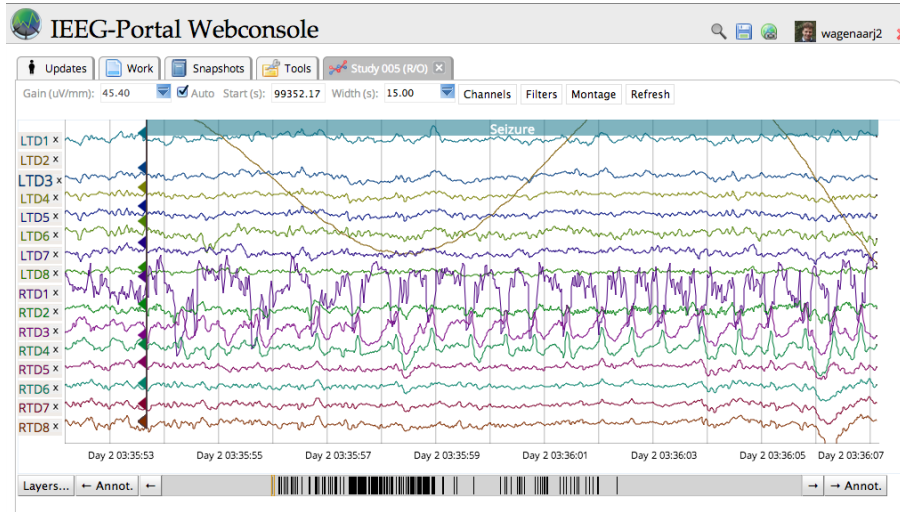 IEEG-Portal Webconsole
wagenaarj2
Updates Work Snapshots Tools Study 005 (R/O)
Gain (uV/mm): 45.40 Auto Start (s): 99352.17 Width (s): 15.00 Channels Filters Montage Refresh
Seizure
LTD1 x
LTD2 x
LTD3 x
LTD4 x
LTD5 x
LTD6 x
LTD7 x
LTD8 x
RTD1 x
RTD2 x
RTD3 x
RTD4 x
RTD5 x
RTD6 x
RTD7 x
RTD8 x
Day 2 03:35:53 Day 2 03:35:55 Day 2 03:35:57 Day 2 03:35:59 Day 2 03:36:01 Day 2 03:36:03 Day 2 03:36:05 Day 2 03:36:07
Layers... ← Annot. ← → → Annot.